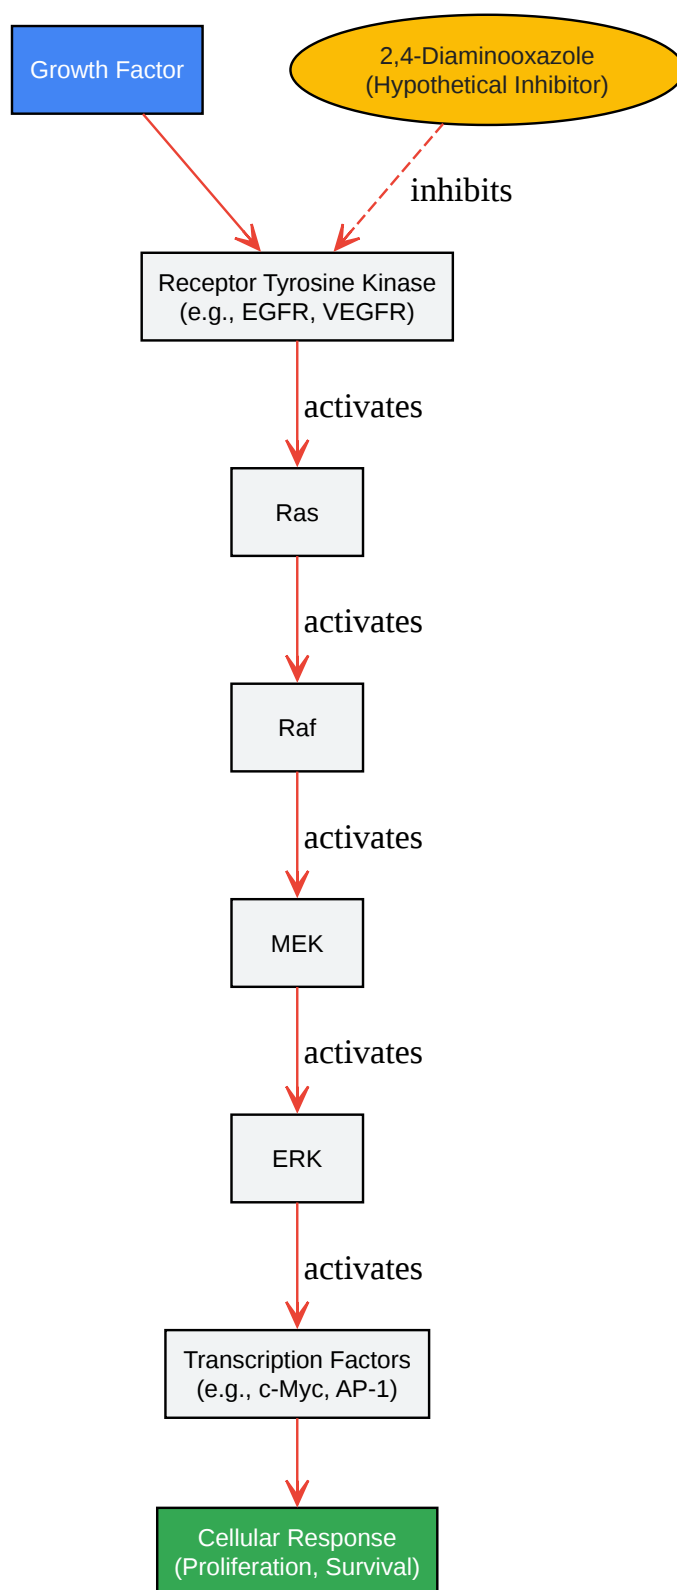 Growth Factor
2,4-Diaminooxazole
(Hypothetical Inhibitor)
inhibits
Receptor Tyrosine Kinase
(e.g., EGFR, VEGFR)
activates
Ras
activates
Raf
activates
MEK
activates
ERK
activates
Transcription Factors
(e.g., c-Myc, AP-1)
Cellular Response
(Proliferation, Survival)